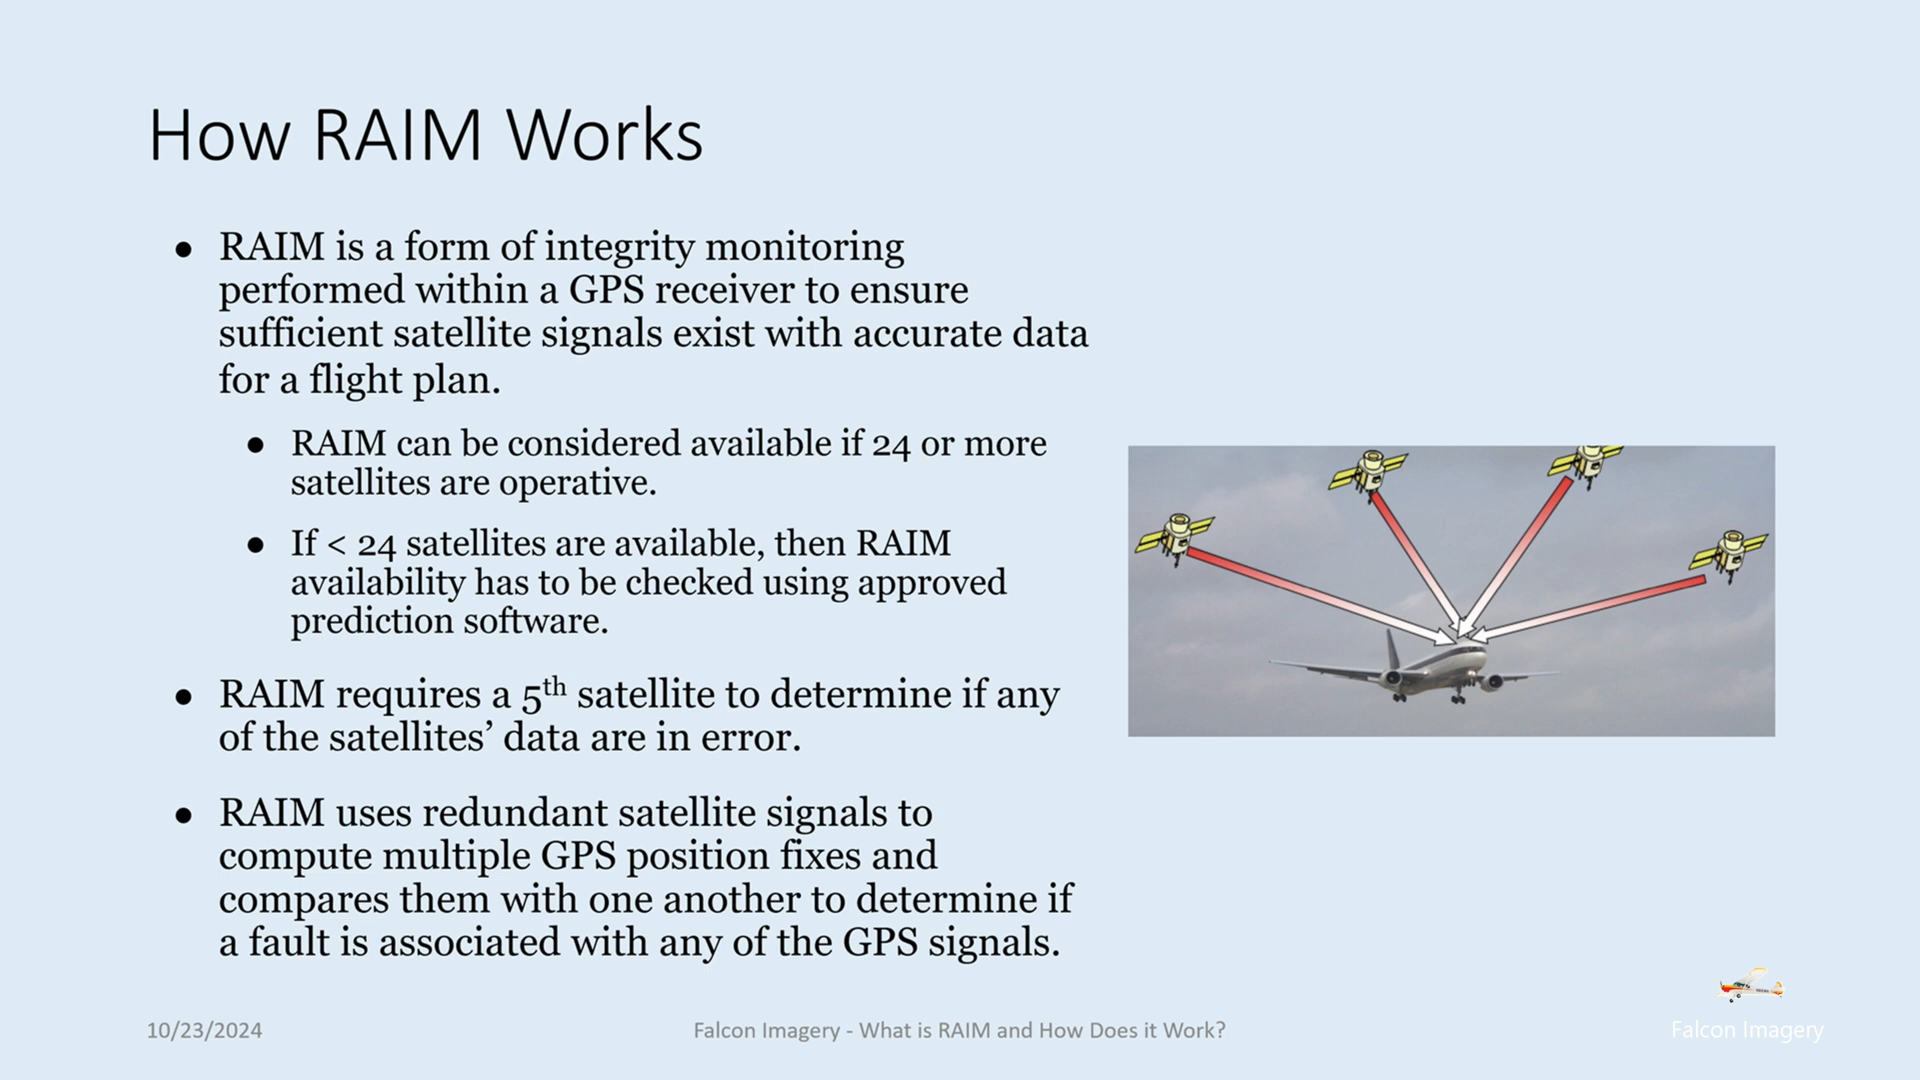 How RAIM Works
● RAIM is a form of integrity monitoring
performed within a GPS receiver to ensure
sufficient satellite signals exist with accurate data
for a flight plan.
● RAIM can be considered available if 24 or more
satellites are operative.
● If < 24 satellites are available, then RAIM
availability has to be checked using approved
prediction software.
● RAIM requires a 5th satellite to determine if any
of the satellites’ data are in error.
● RAIM uses redundant satellite signals to
compute multiple GPS position fixes and
compares them with one another to determine if
a fault is associated with any of the GPS signals.
10/23/2024
Falcon Imagery - What is RAIM and How Does it Work?
Falcon Imagery